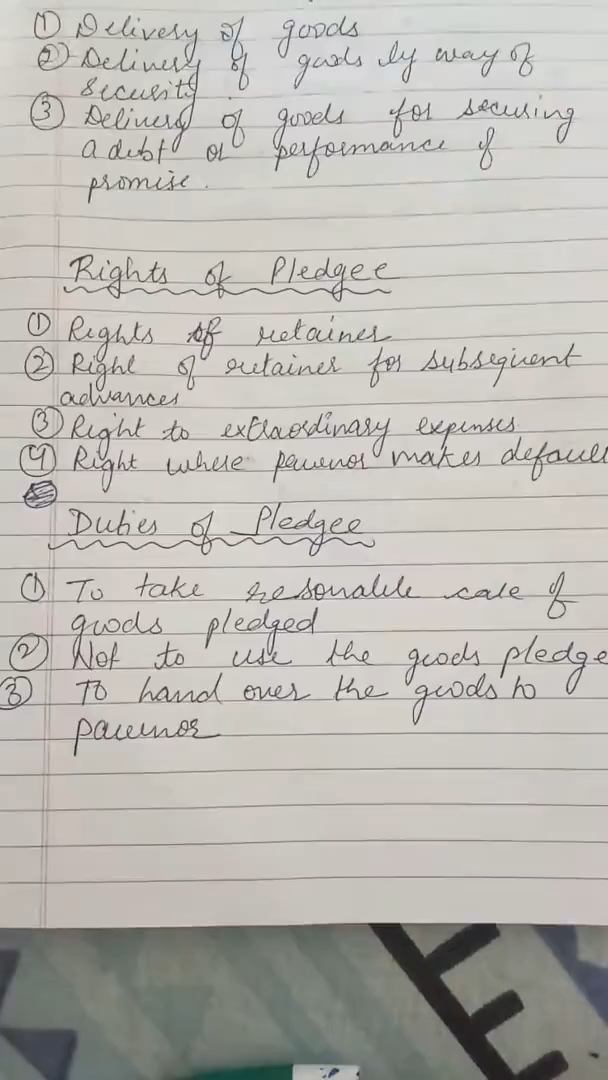 ① Delivery of goods
② Delivery of goods by way of
security.
③ Delivery of goods for securing
a debt or performance of
promise.
Rights of Pledgee
① Rights of retainer
② Right of retainer for subsequent
advances
③ Right to extraordinary expenses
④ Right where pawnor makes defaul
Duties of Pledgee
① To take resonable care of
goods pledged
② Not to use the goods pledge
③ To hand over the goods to
pawnor